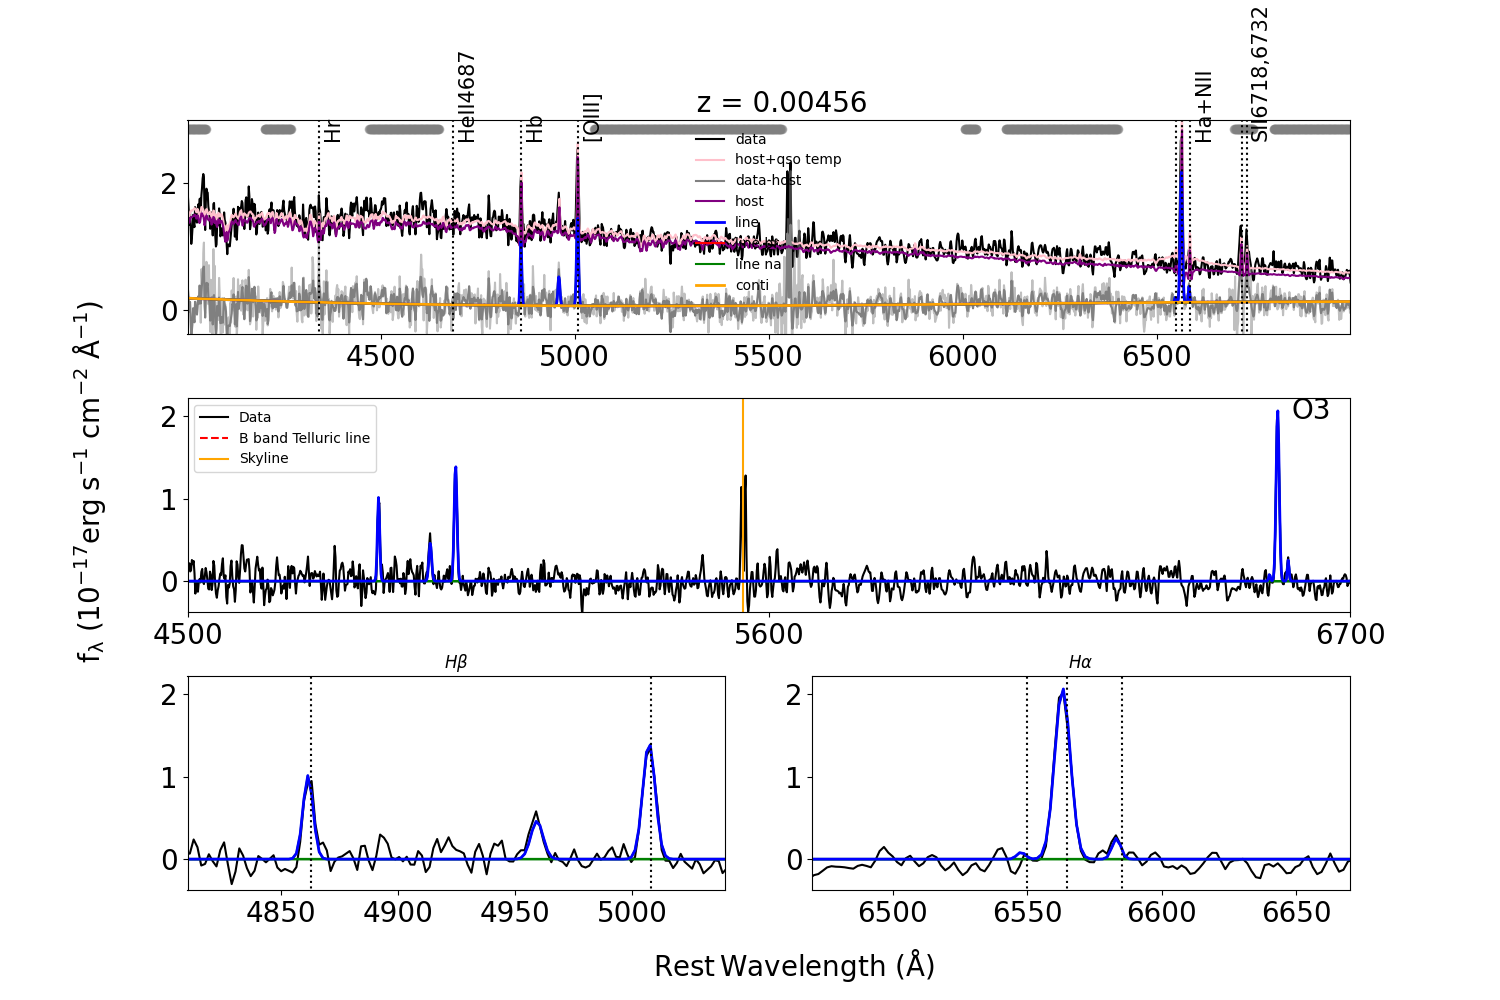 z = 0.00456
Hr
HeII4687
Hb
[OIII]
Ha+NII
SII6718,6732
data
host+qso temp
data-host
host
line
line na
conti
2
0
4500
5000
5500
6000
6500
fλ (10⁻¹⁷erg s⁻¹ cm⁻² Å⁻¹)
Data
B band Telluric line
Skyline
O3
2
1
0
4500
5600
6700
Hβ
2
1
0
4850
4900
4950
5000
Hα
2
1
0
6500
6550
6600
6650
Rest Wavelength (Å)